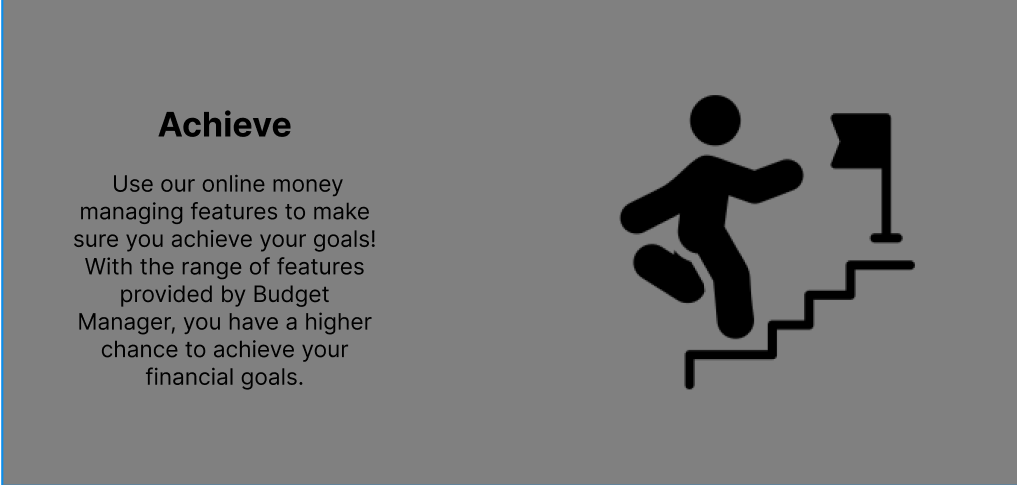 Achieve
Use our online money
managing features to make
sure you achieve your goals!
With the range of features
provided by Budget
Manager, you have a higher
chance to achieve your
financial goals.